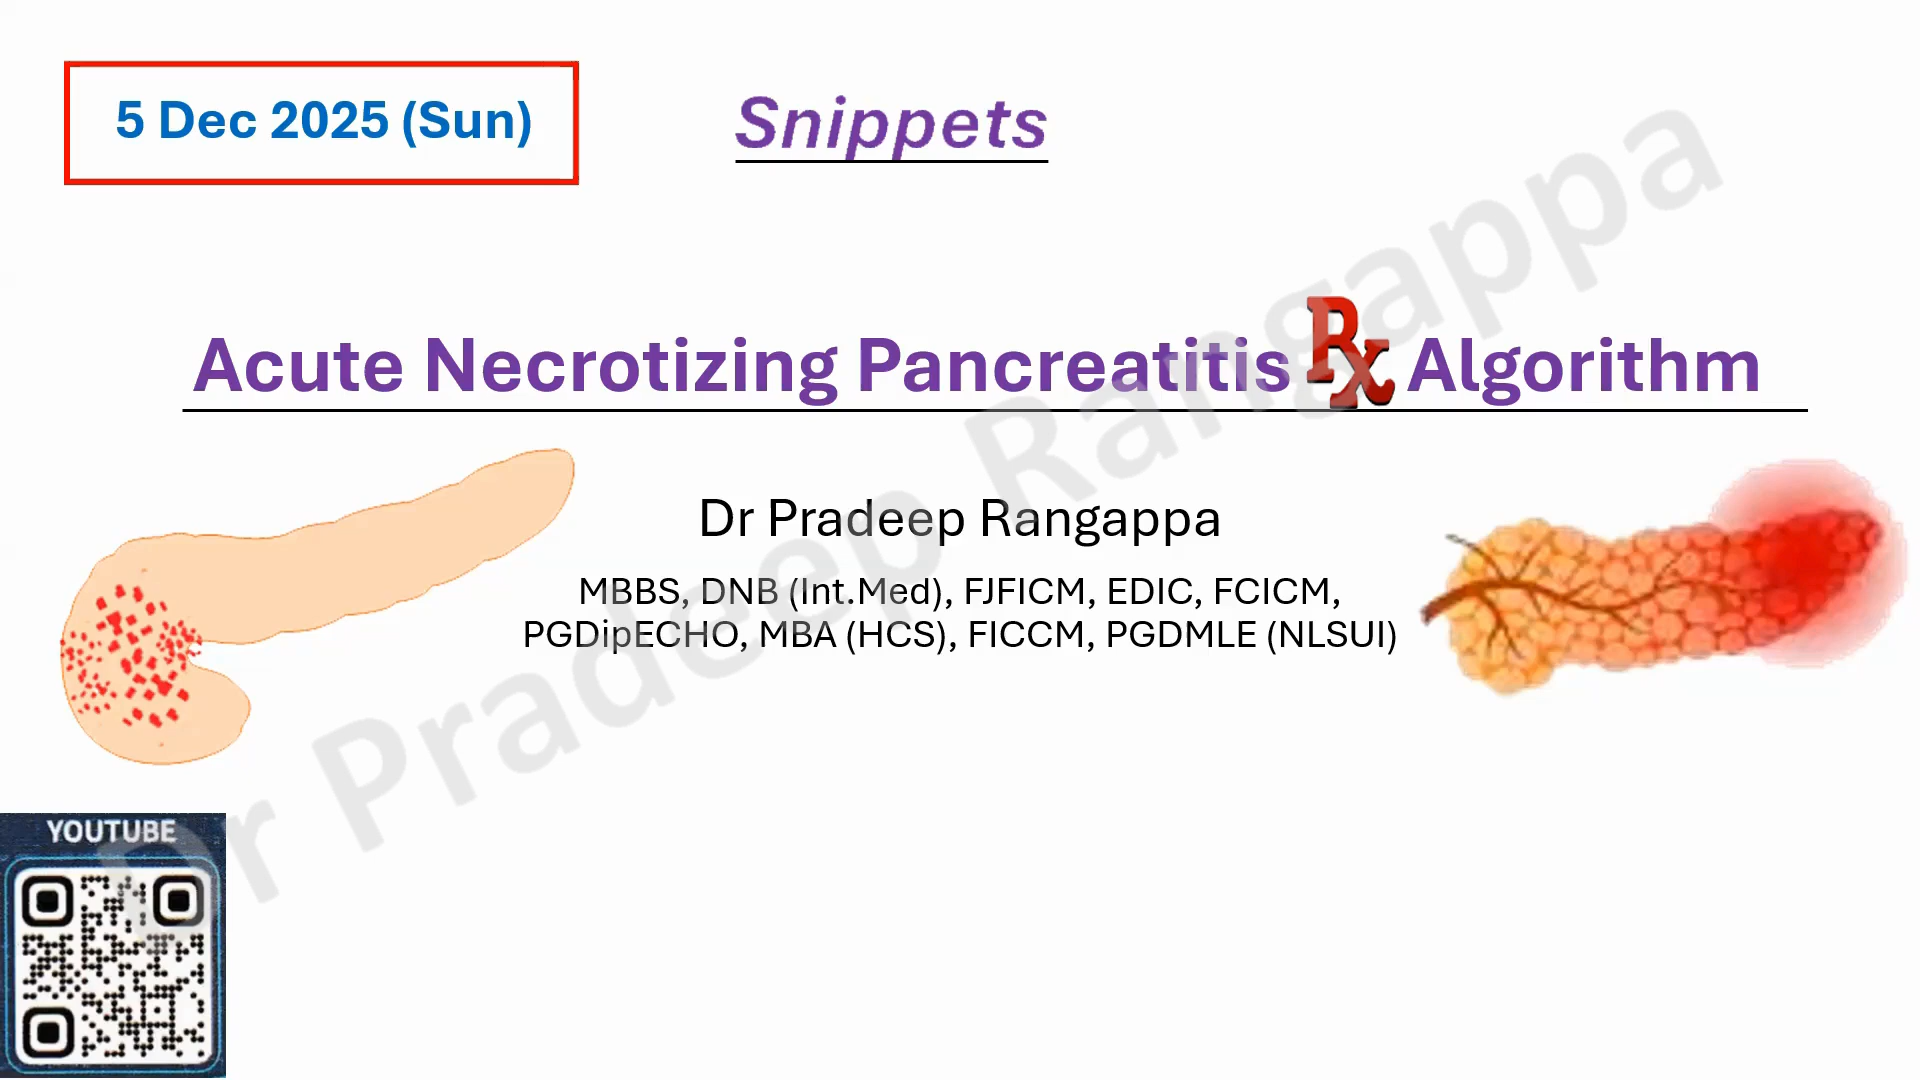 5 Dec 2025 (Sun)
Snippets
Acute Necrotizing Pancreatitis Rx Algorithm
Dr Pradeep Rangappa
MBBS, DNB (Int.Med), FJFICM, EDIC, FCICM,
PGDipECHO, MBA (HCS), FICCM, PGDMLE (NLSUI)
Dr Pradeep Rangappa
YOUTUBE